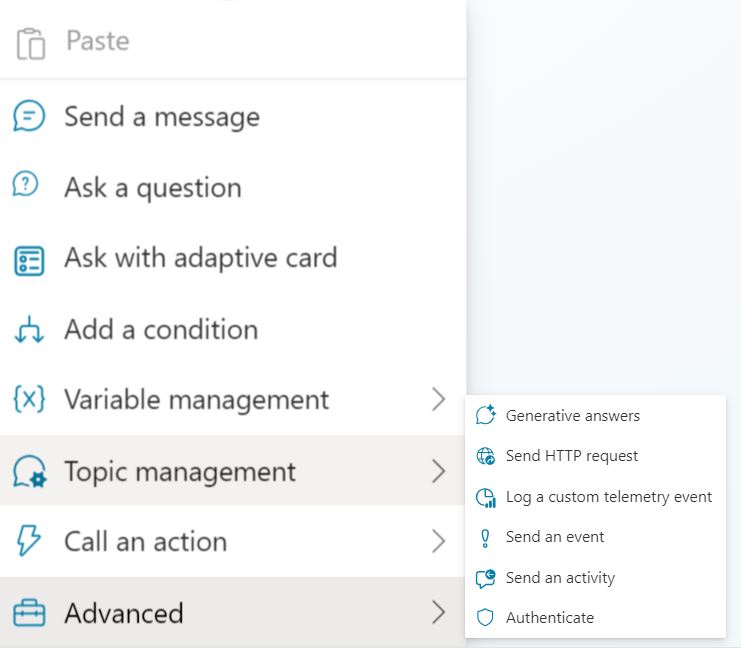 Paste
Send a message
Ask a question
Ask with adaptive card
Add a condition
{x} Variable management
Topic management
Call an action
Advanced
Generative answers
Send HTTP request
Log a custom telemetry event
Send an event
Send an activity
Authenticate